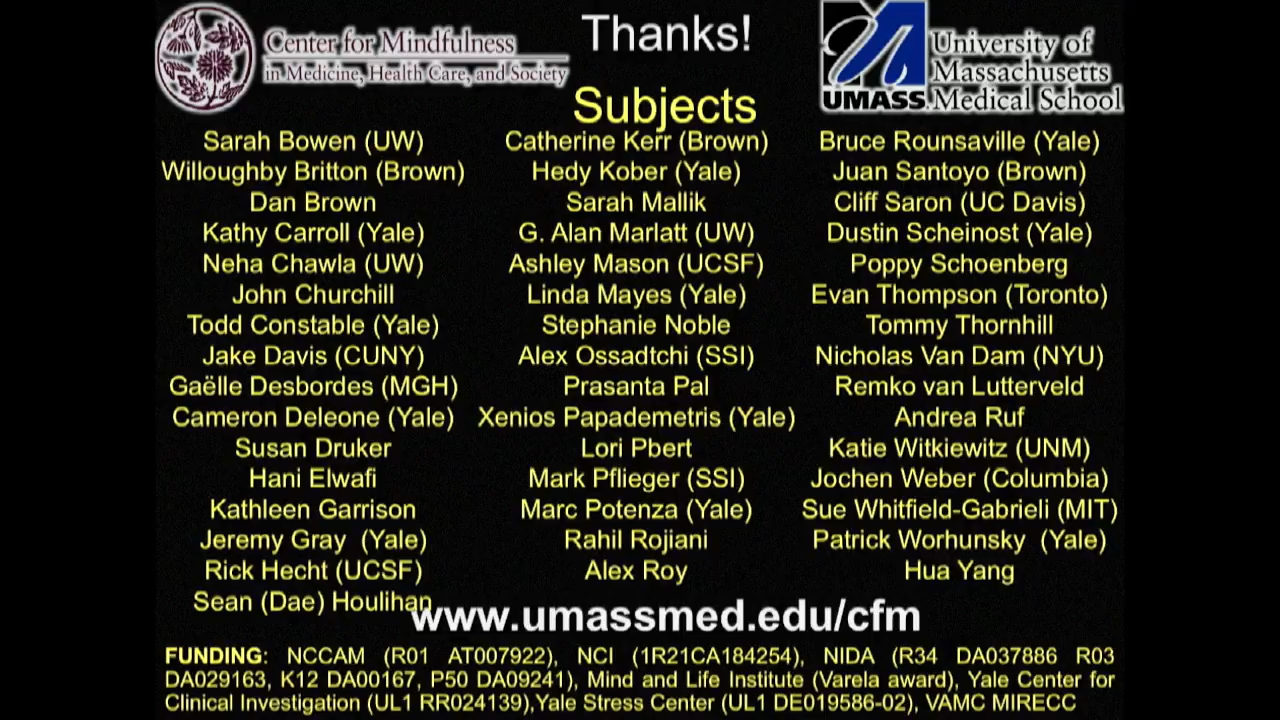 Center for Mindfulness
in Medicine, Health Care, and Society
Thanks!
UMASS
University of
Massachusetts
Medical School
Subjects
Sarah Bowen (UW)
Willoughby Britton (Brown)
Dan Brown
Kathy Carroll (Yale)
Neha Chawla (UW)
John Churchill
Todd Constable (Yale)
Jake Davis (CUNY)
Gaëlle Desbordes (MGH)
Cameron Deleone (Yale)
Susan Druker
Hani Elwafi
Kathleen Garrison
Jeremy Gray (Yale)
Rick Hecht (UCSF)
Sean (Dae) Houlihan
Catherine Kerr (Brown)
Hedy Kober (Yale)
Sarah Mallik
G. Alan Marlatt (UW)
Ashley Mason (UCSF)
Linda Mayes (Yale)
Stephanie Noble
Alex Ossadtchi (SSI)
Prasanta Pal
Xenios Papademetris (Yale)
Lori Pbert
Mark Pflieger (SSI)
Marc Potenza (Yale)
Rahil Rojiani
Alex Roy
Bruce Rounsaville (Yale)
Juan Santoyo (Brown)
Cliff Saron (UC Davis)
Dustin Scheinost (Yale)
Poppy Schoenberg
Evan Thompson (Toronto)
Tommy Thornhill
Nicholas Van Dam (NYU)
Remko van Lutterveld
Andrea Ruf
Katie Witkiewitz (UNM)
Jochen Weber (Columbia)
Sue Whitfield-Gabrieli (MIT)
Patrick Worhunsky (Yale)
Hua Yang
www.umassmed.edu/cfm
FUNDING: NCCAM (R01 AT007922), NCI (1R21CA184254), NIDA (R34 DA037886 R03
DA029163, K12 DA00167, P50 DA09241), Mind and Life Institute (Varela award), Yale Center for
Clinical Investigation (UL1 RR024139),Yale Stress Center (UL1 DE019586-02), VAMC MIRECC